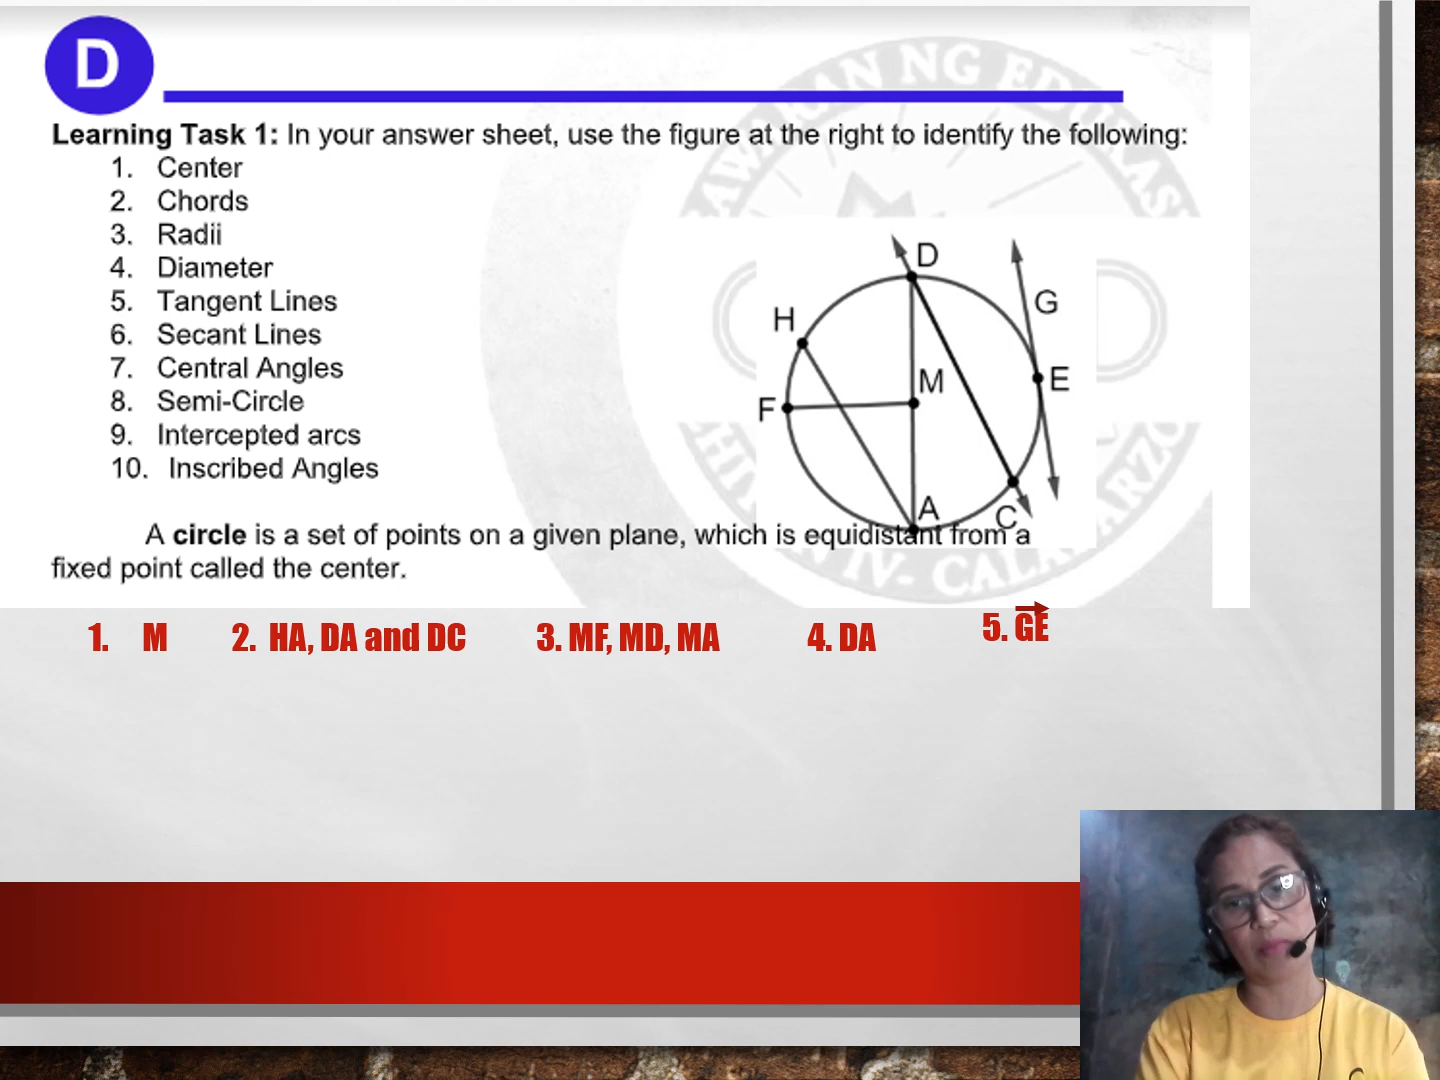 D
Learning Task 1: In your answer sheet, use the figure at the right to identify the following:
1. Center
2. Chords
3. Radii
4. Diameter
5. Tangent Lines
6. Secant Lines
7. Central Angles
8. Semi-Circle
9. Intercepted arcs
10. Inscribed Angles
D
G
H
M
E
F
A
C
A circle is a set of points on a given plane, which is equidistant from a
fixed point called the center.
1. M 2. HA, DA and DC 3. MF, MD, MA 4. DA 5. GE